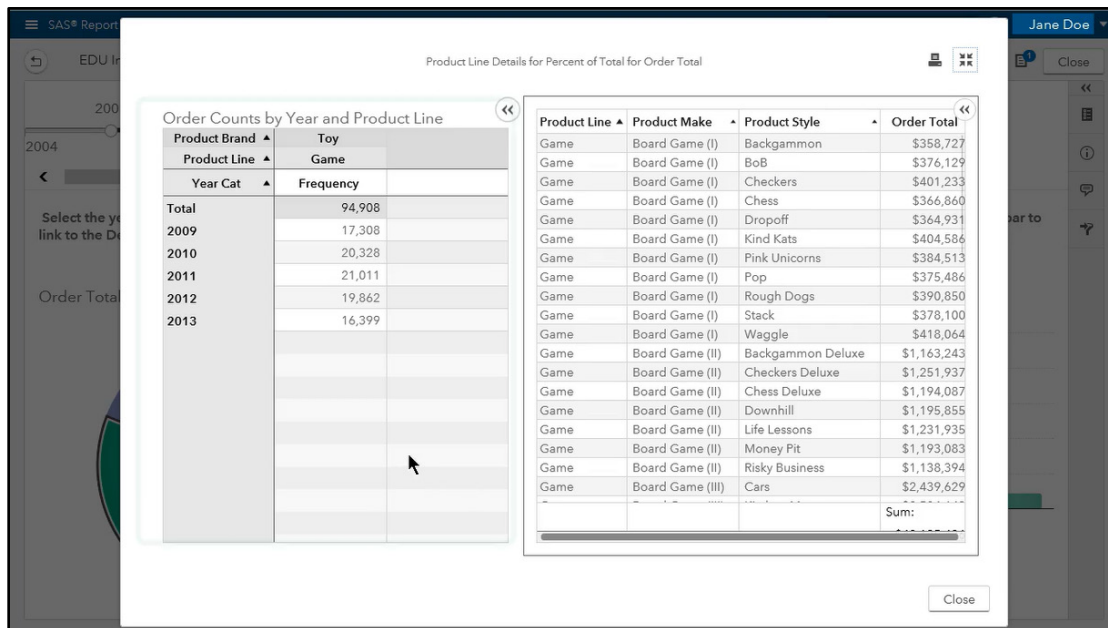 SAS® Report
Jane Doe
EDU In
Close
Product Line Details for Percent of Total for Order Total
200
2004
Select the ye
link to the De
bar to
Order Total
Order Counts by Year and Product Line
Product Brand ▲ Toy
Product Line ▲ Game
Year Cat ▲ Frequency
Total 94,908
2009 17,308
2010 20,328
2011 21,011
2012 19,862
2013 16,399
Product Line ▲ Product Make ▲ Product Style ▲ Order Total
Game Board Game (I) Backgammon $358,727
Game Board Game (I) BoB $376,129
Game Board Game (I) Checkers $401,233
Game Board Game (I) Chess $366,860
Game Board Game (I) Dropoff $364,931
Game Board Game (I) Kind Kats $404,586
Game Board Game (I) Pink Unicorns $384,513
Game Board Game (I) Pop $375,486
Game Board Game (I) Rough Dogs $390,850
Game Board Game (I) Stack $378,100
Game Board Game (I) Waggle $418,064
Game Board Game (II) Backgammon Deluxe $1,163,243
Game Board Game (II) Checkers Deluxe $1,251,937
Game Board Game (II) Chess Deluxe $1,194,087
Game Board Game (II) Downhill $1,195,855
Game Board Game (II) Life Lessons $1,231,935
Game Board Game (II) Money Pit $1,193,083
Game Board Game (II) Risky Business $1,138,394
Game Board Game (III) Cars $2,439,629
Sum:
Close